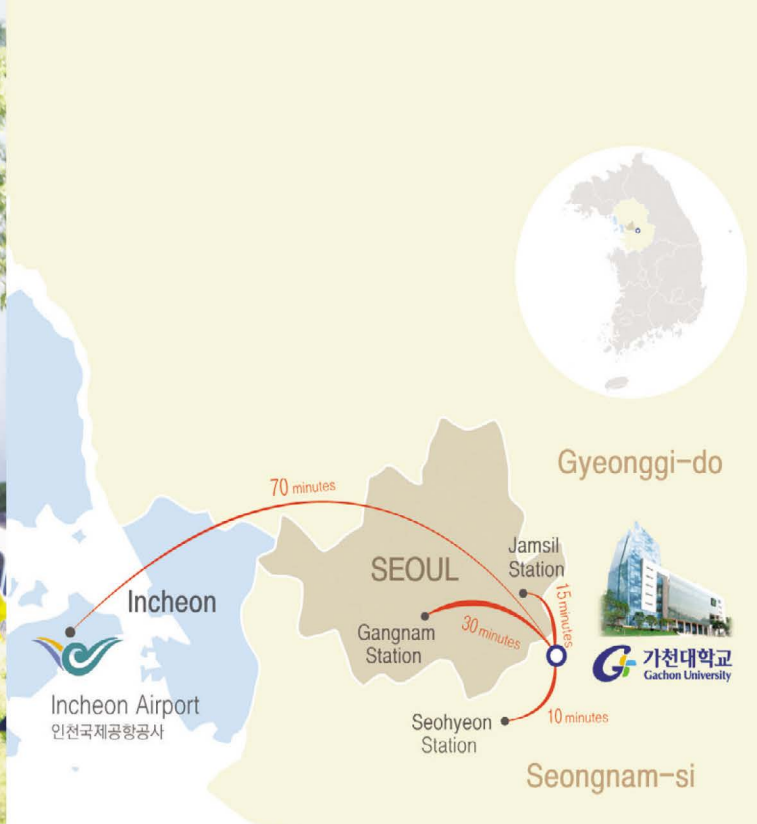 Gyeonggi-do
70 minutes
Jamsil
Station
SEOUL
15 minutes
Incheon
Gangnam
Station
30 minutes
가천대학교
Gachon University
Incheon Airport
인천국제공항공사
Seohyeon
Station
10 minutes
Seongnam-si